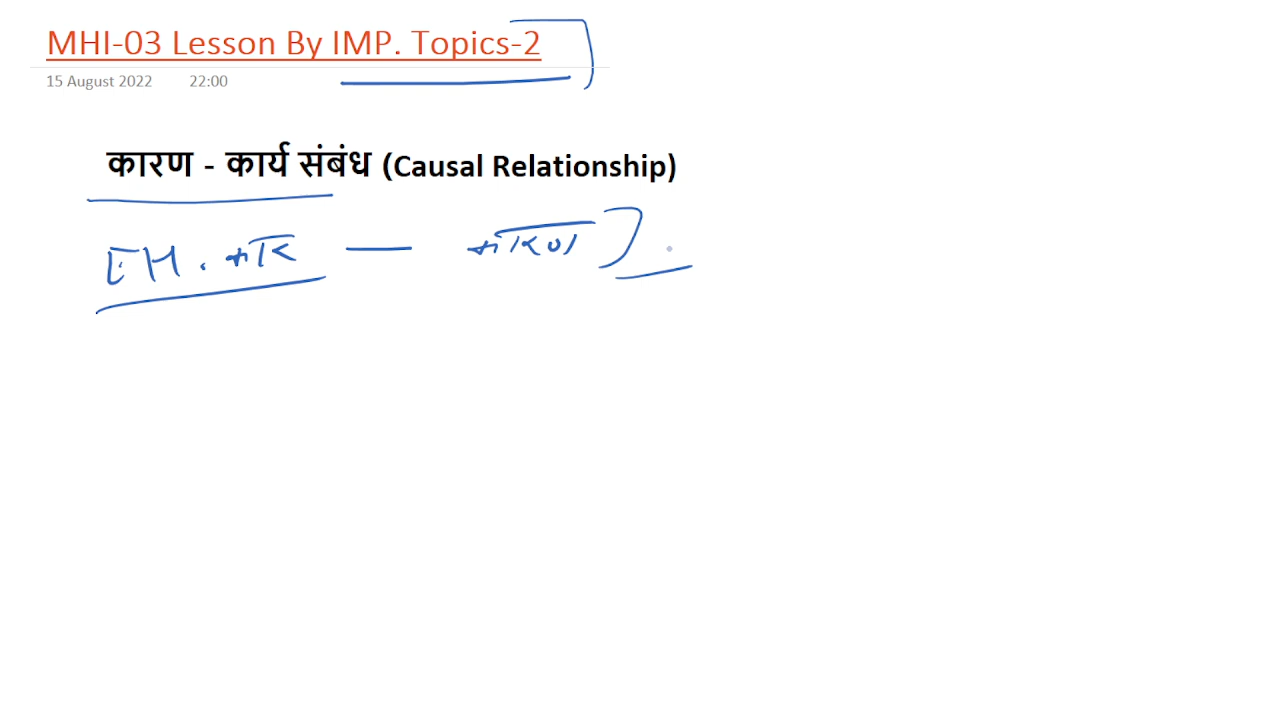 MHI-03 Lesson By IMP. Topics-2
15 August 2022 22:00
कारण - कार्य संबंध (Causal Relationship)
कारण